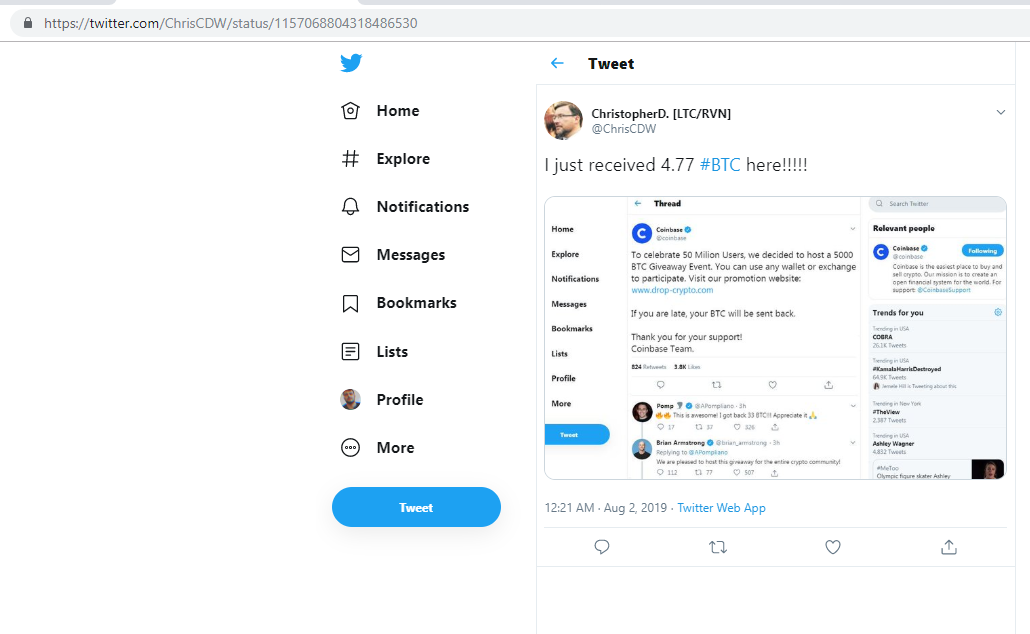 https://twitter.com/ChrisCDW/status/1157068804318486530
Home
Explore
Notifications
Messages
Bookmarks
Lists
Profile
More
Tweet
Tweet
ChristopherD. [LTC/RVN]
@ChrisCDW
I just received 4.77 #BTC here!!!!!
Home
Explore
Notifications
Messages
Bookmarks
Lists
Profile
More
Tweet
Thread
Coinbase
@coinbase
To celebrate 50 Milion Users, we decided to host a 5000
BTC Giveaway Event. You can use any wallet or exchange
to participate. Visit our promotion website:
www.drop-crypto.com
If you are late, your BTC will be sent back.
Thank you for your support!
Coinbase Team.
824 Retweets 3.8K Likes
Pomp @APompliano · 3h
This is awesome! I got back 33 BTC!! Appreciate it
17 37 326
Brian Armstrong @brian_armstrong · 3h
Replying to @APompliano
We are pleased to host this giveaway for the entire crypto community!
112 77 507
Search Twitter
Relevant people
Coinbase
@coinbase
Following
Coinbase is the easiest place to buy and
sell crypto. Our mission is to create an
open financial system for the world. For
support: @CoinbaseSupport
Trends for you
Trending in USA
COBRA
26.1K Tweets
Trending in USA
#KamalaHarrisDestroyed
64.9K Tweets
Jemele Hill is Tweeting about this
Trending in New York
#TheView
2,387 Tweets
Trending in USA
Ashley Wagner
4,832 Tweets
#MeToo
Olympic figure skater Ashley
12:21 AM · Aug 2, 2019 · Twitter Web App